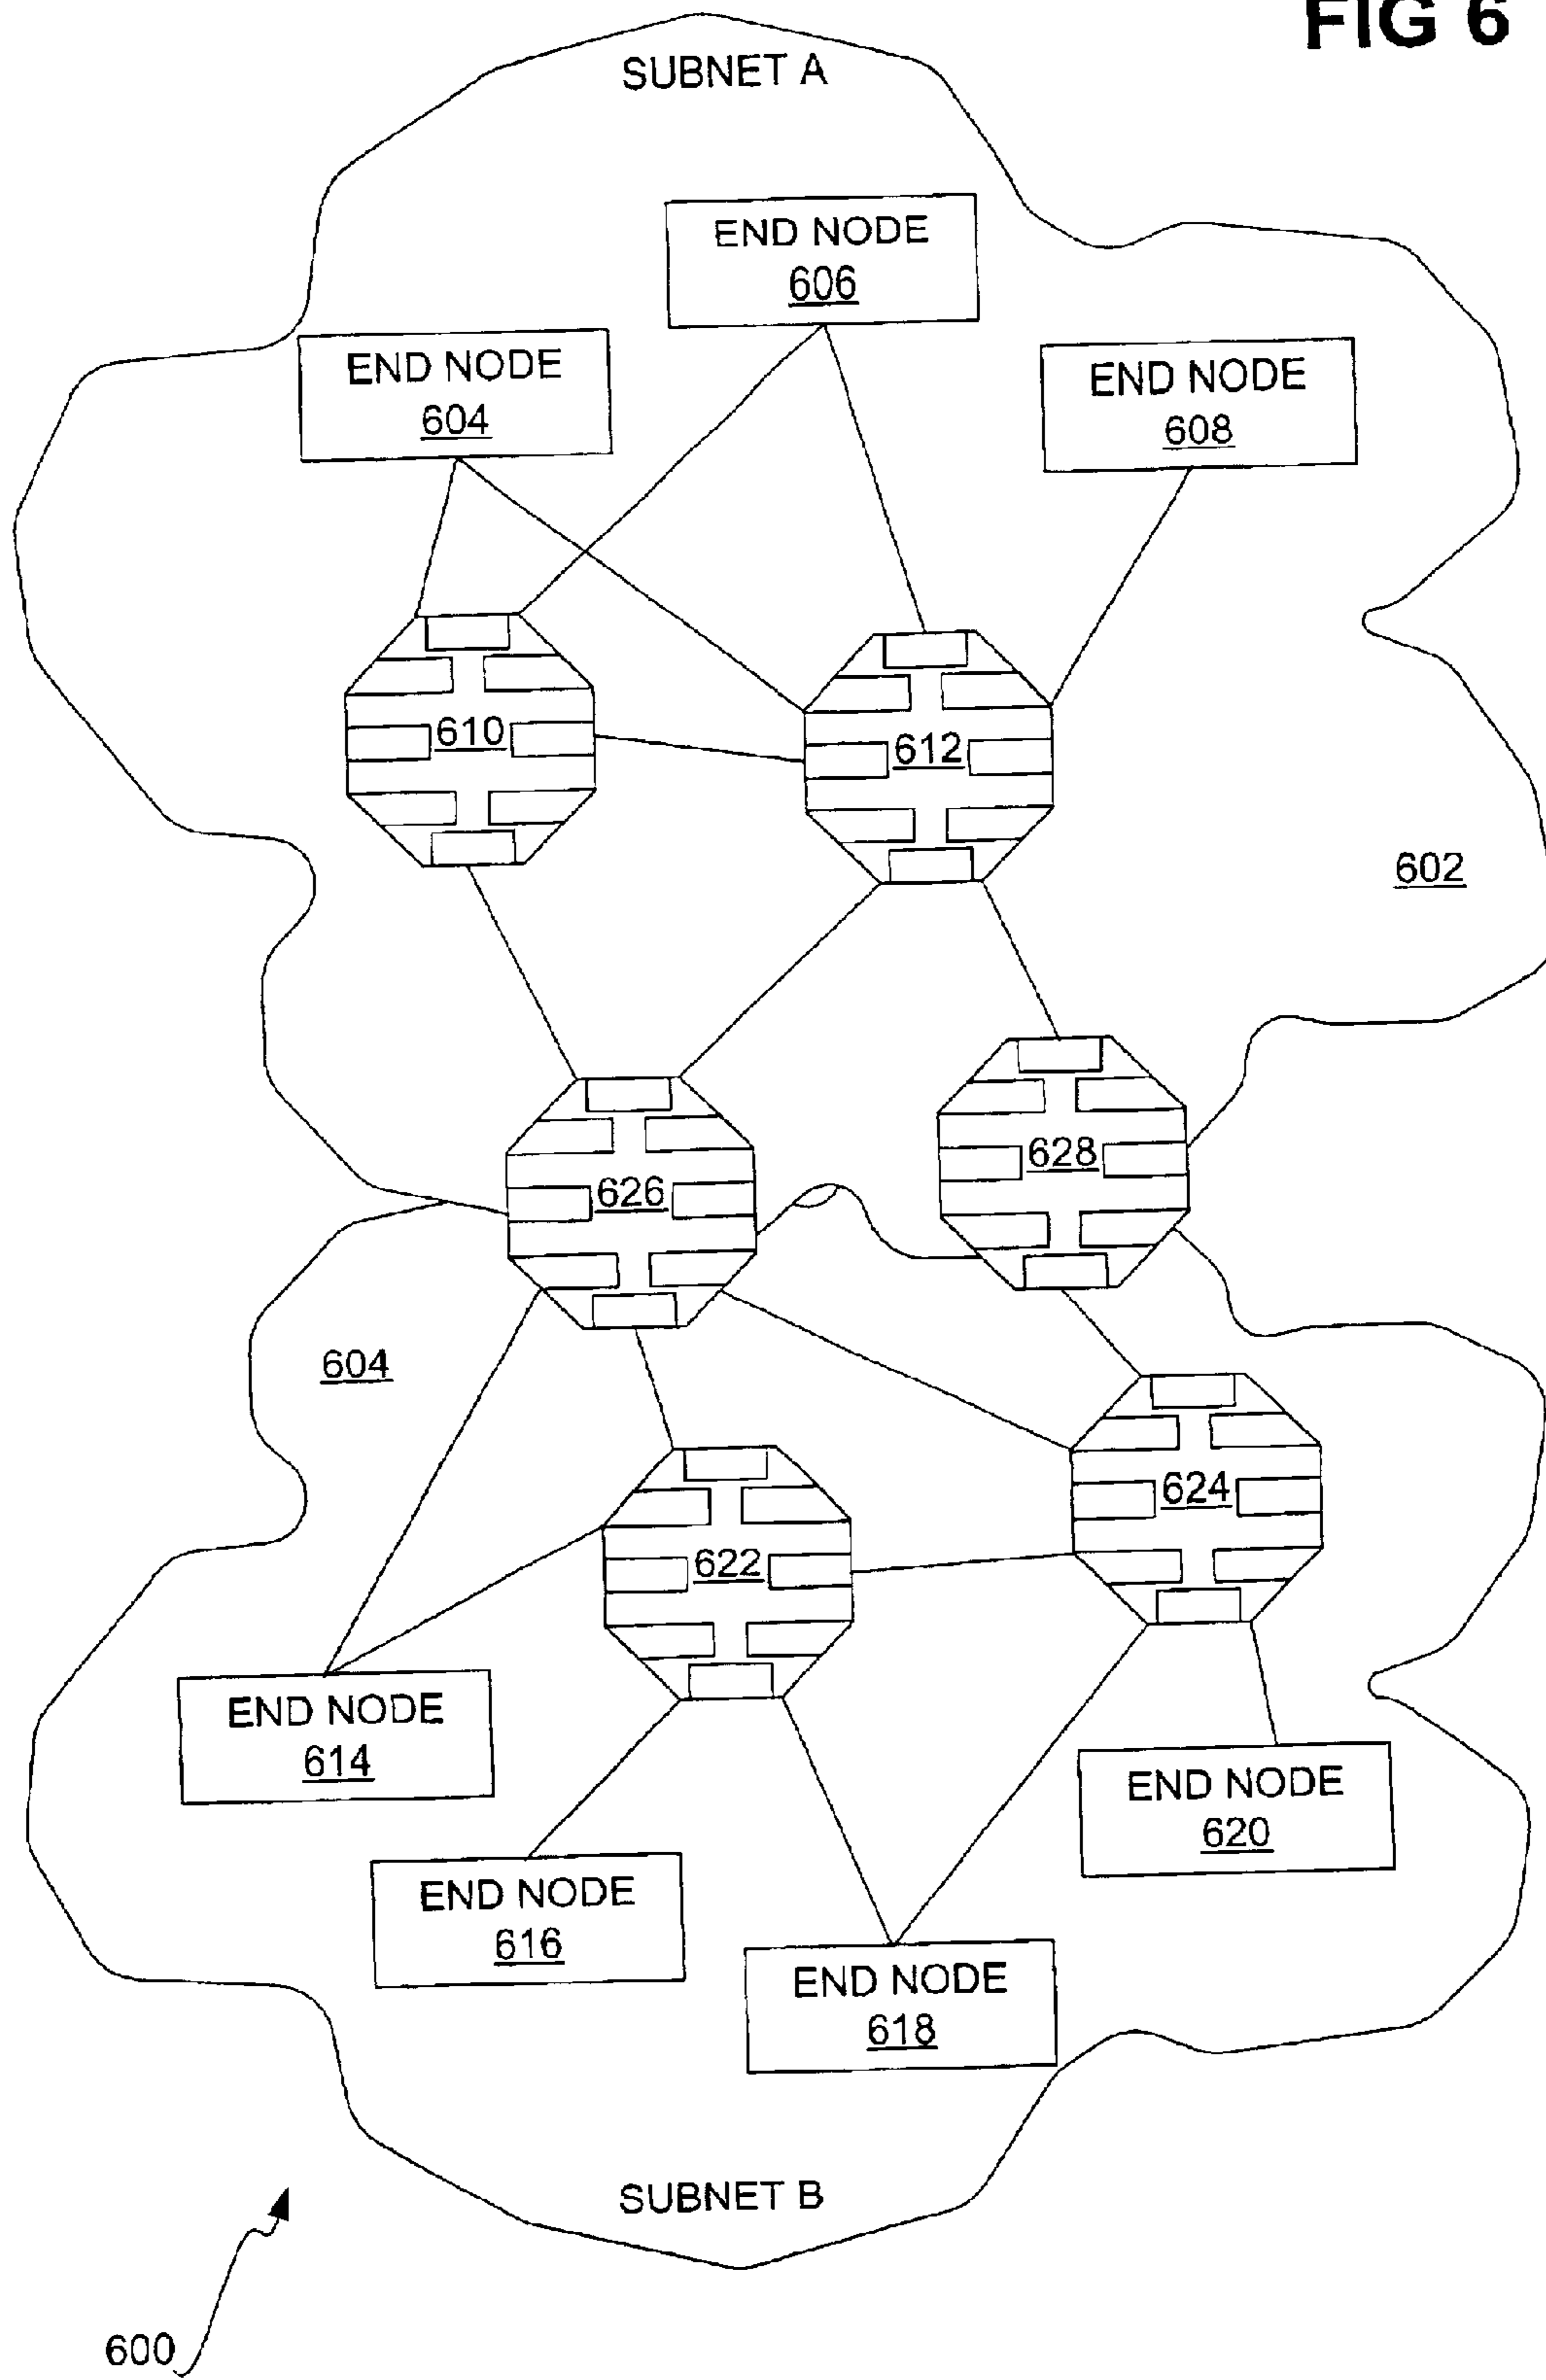 FIG 6
SUBNET A
END NODE
606
END NODE
604
END NODE
608
610
612
602
628
626
604
624
622
END NODE
614
END NODE
620
END NODE
616
END NODE
618
SUBNET B
600